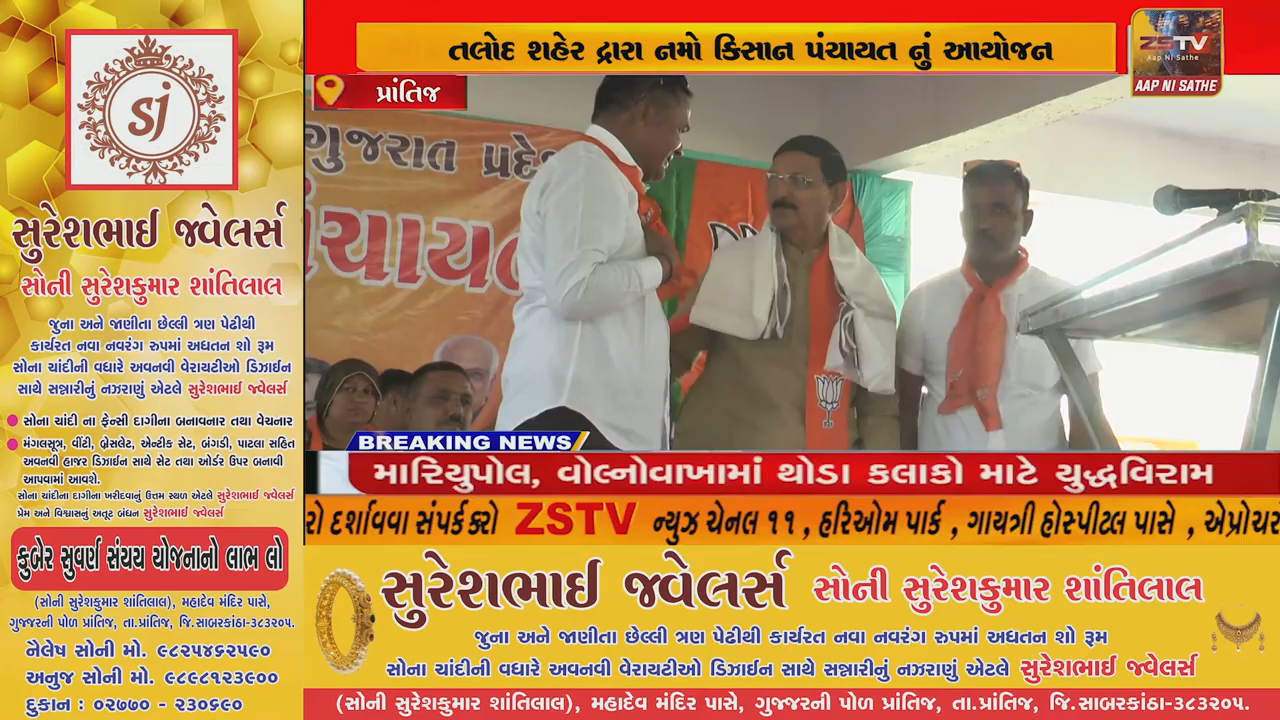 sj
સુરેશભાઈ જ્વેલર્સ
સોની સુરેશકુમાર શાંતિલાલ
જુના અને જાણીતા છેલ્લી ત્રણ પેઢીથી
કાર્યરત નવા નવરંગ રુપમાં અધતન શો રૂમ
સોના ચાંદીની વધારે અવનવી વેરાયટીઓ ડિઝાઈન
સાથે સન્નારીનું નઝરાણું એટલે સુરેશભાઈ જ્વેલર્સ
સોના ચાંદી ના ફેન્સી દાગીના બનાવનાર તથા વેચનાર
મંગલસૂત્ર, વીંટી, બ્રેસલેટ, એન્ટીક સેટ, બંગડી, પાટલા સહિત
અવનવી હાજર ડિઝાઈન સાથે સેટ તથા ઓર્ડર ઉપર બનાવી
આપવામાં આવશે.
સોના ચાંદીના દાગીના ખરીદવાનું ઉત્તમ સ્થળ એટલે સુરેશભાઈ જ્વેલર્સ
પ્રેમ અને વિશ્વાસનું અતૂટ બંધન સુરેશભાઈ જ્વેલર્સ
કુબેર સુવર્ણ સંચય યોજનાનો લાભ લો
(સોની સુરેશકુમાર શાંતિલાલ), મહાદેવ મંદિર પાસે,
ગુજ્જરની પોળ પ્રાંતિજ, તા.પ્રાંતિજ, જિ.સાબરકાંઠા-૩૮૩૨૦૫.
નૈલેષ સોની મો. ૯૮૨૫૪૬૨૫૯૦
અનુજ સોની મો. ૯૮૯૮૧૨૩૯૦૦
દુકાન : ૦૨૭૭૦ - ૨૩૦૬૯૦
તલોદ શહેર દ્વારા નમો કિસાન પંચાયત નું આયોજન
ZSTV
Aap Ni Sathe
AAP NI SATHE
પ્રાંતિજ
ગુજરાત પ્રદે
ચાયત
BREAKING NEWS
મારિયુપોલ, વોલ્નોવાખામાં થોડા કલાકો માટે યુદ્ધવિરામ
રો દર્શાવવા સંપર્ક કરો ZSTV ન્યુઝ ચેનલ ૧૧ , હરિઓમ પાર્ક , ગાયત્રી હોસ્પીટલ પાસે , એપ્રોચર
સુરેશભાઈ જ્વેલર્સ સોની સુરેશકુમાર શાંતિલાલ
જુના અને જાણીતા છેલ્લી ત્રણ પેઢીથી કાર્યરત નવા નવરંગ રુપમાં અધતન શો રૂમ
સોના ચાંદીની વધારે અવનવી વેરાયટીઓ ડિઝાઈન સાથે સન્નારીનું નઝરાણું એટલે સુરેશભાઈ જ્વેલર્સ
(સોની સુરેશકુમાર શાંતિલાલ), મહાદેવ મંદિર પાસે, ગુજ્જરની પોળ પ્રાંતિજ, તા.પ્રાંતિજ, જિ.સાબરકાંઠા-૩૮૩૨૦૫.